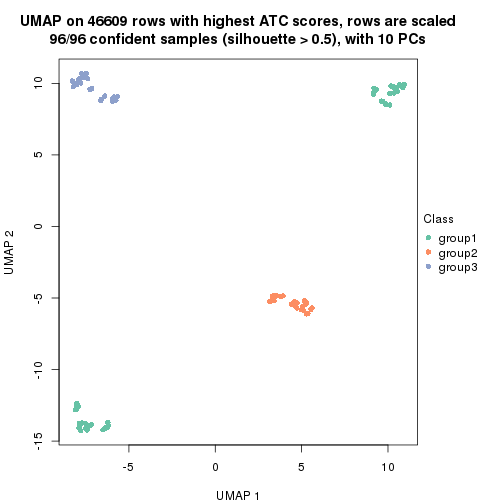 UMAP on 46609 rows with highest ATC scores, rows are scaled
96/96 confident samples (silhouette > 0.5), with 10 PCs
10
5
0
-5
-10
-15
UMAP 2
-5
0
5
10
UMAP 1
Class
group1
group2
group3